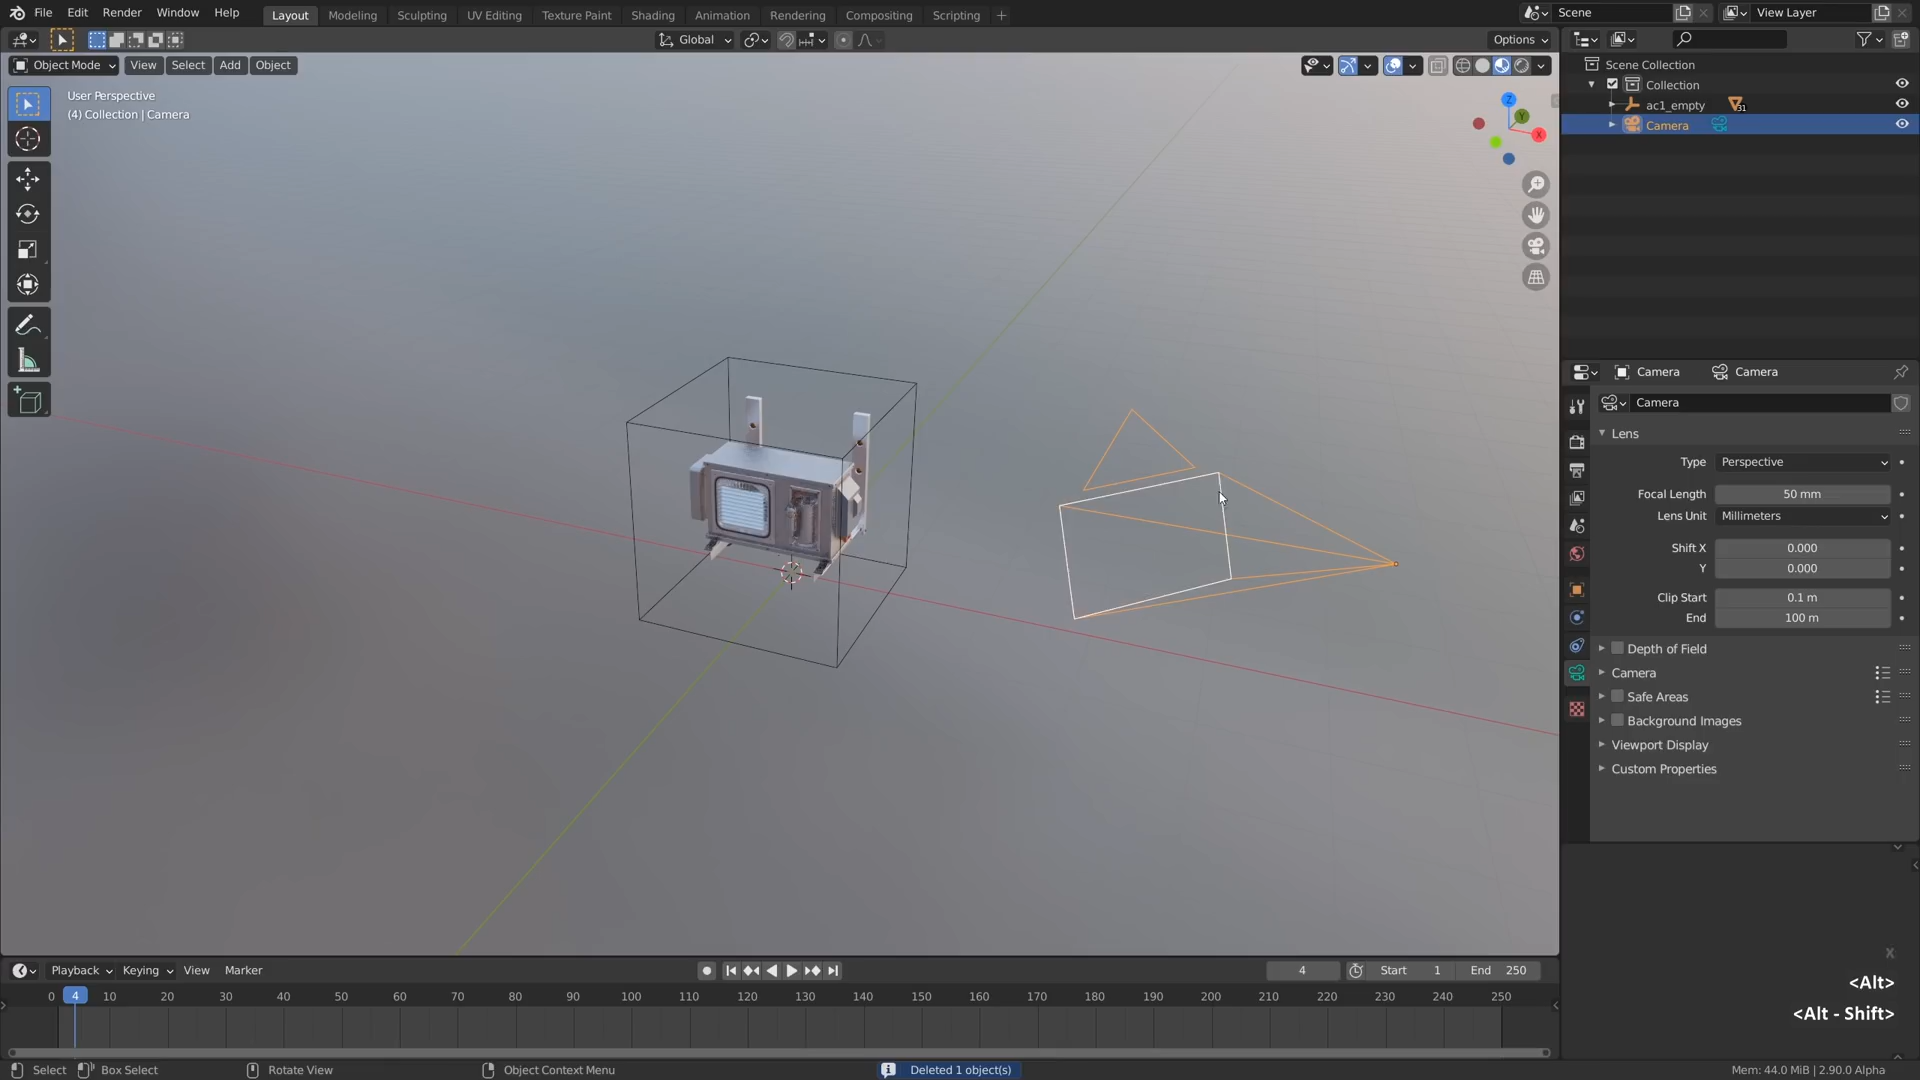 File Edit Render Window Help Layout Modeling Sculpting UV Editing Texture Paint Shading Animation Rendering Compositing Scripting + Scene View Layer
Global Options
Object Mode View Select Add Object
User Perspective
(4) Collection | Camera
Z
Y
X
Scene Collection
Collection
ac1_empty 31
Camera
Camera Camera
Camera
Lens
Type Perspective
Focal Length 50 mm
Lens Unit Millimeters
Shift X 0.000
Y 0.000
Clip Start 0.1 m
End 100 m
Depth of Field
Camera
Safe Areas
Background Images
Viewport Display
Custom Properties
X
<Alt>
<Alt - Shift>
Playback Keying View Marker 4 Start 1 End 250
0 4 10 20 30 40 50 60 70 80 90 100 110 120 130 140 150 160 170 180 190 200 210 220 230 240 250
Select Box Select Rotate View Object Context Menu Deleted 1 object(s) Mem: 44.0 MiB | 2.90.0 Alpha